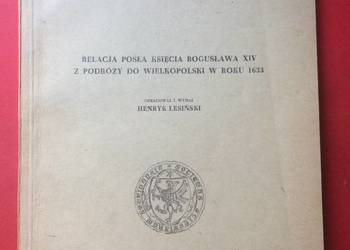 RELACJA POSŁA KSIĘCIA BOGUSŁAWA XIV
Z PODRÓŻY DO WIELKOPOLSKI W ROKU 1633
OPRACOWAŁ I WYDAŁ
HENRYK LESIŃSKI